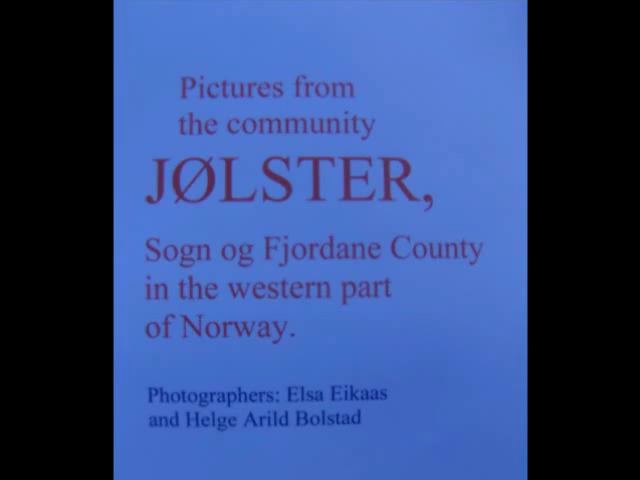 Pictures from
the community
JØLSTER,
Sogn og Fjordane County
in the western part
of Norway.
Photographers: Elsa Eikaas
and Helge Arild Bolstad